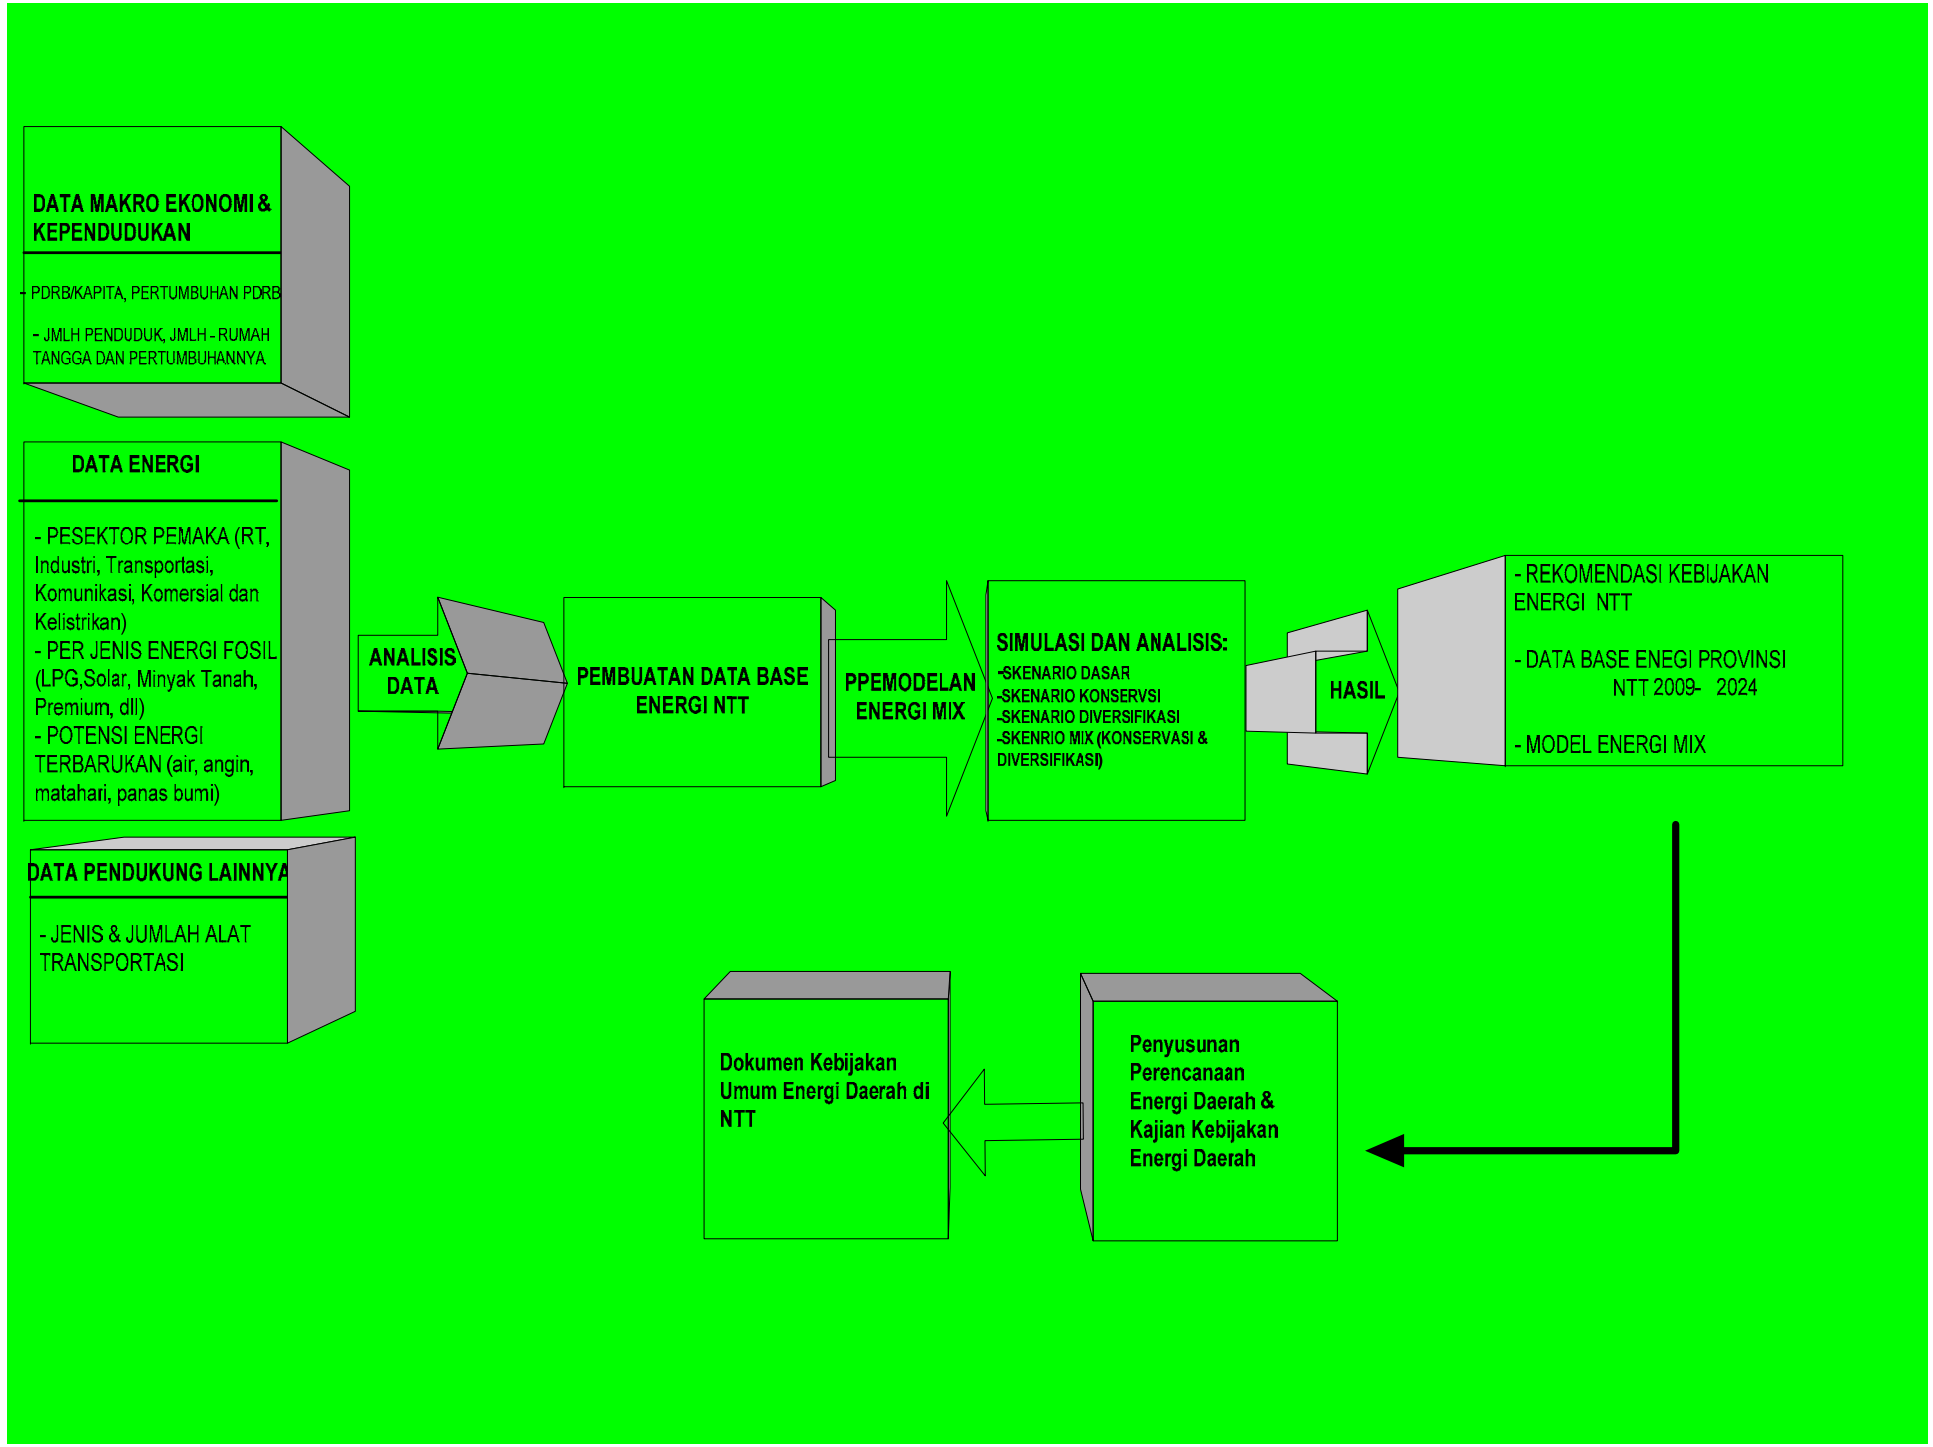 DATA MAKRO EKONOMI &
KEPENDUDUKAN
- PDRB/KAPITA, PERTUMBUHAN PDRB
- JMLH PENDUDUK, JMLH - RUMAH
TANGGA DAN PERTUMBUHANNYA
DATA ENERGI
- PESEKTOR PEMAKA (RT,
Industri, Transportasi,
Komunikasi, Komersial dan
Kelistrikan)
- PER JENIS ENERGI FOSIL
(LPG,Solar, Minyak Tanah,
Premium, dll)
- POTENSI ENERGI
TERBARUKAN (air, angin,
matahari, panas bumi)
DATA PENDUKUNG LAINNYA
- JENIS & JUMLAH ALAT
TRANSPORTASI
ANALISIS
DATA
PEMBUATAN DATA BASE
ENERGI NTT
PPEMODELAN
ENERGI MIX
SIMULASI DAN ANALISIS:
-SKENARIO DASAR
-SKENARIO KONSERVSI
-SKENARIO DIVERSIFIKASI
-SKENRIO MIX (KONSERVASI &
DIVERSIFIKASI)
HASIL
- REKOMENDASI KEBIJAKAN
ENERGI NTT
- DATA BASE ENEGI PROVINSI
NTT 2009- 2024
- MODEL ENERGI MIX
Penyusunan
Perencanaan
Energi Daerah &
Kajian Kebijakan
Energi Daerah
Dokumen Kebijakan
Umum Energi Daerah di
NTT